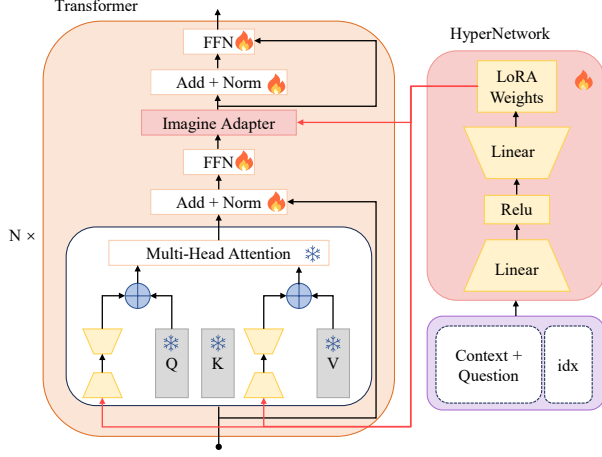 Transformer
FFN
Add + Norm
Imagine Adapter
FFN
Add + Norm
N ×
Multi-Head Attention
Q
K
V
HyperNetwork
LoRA
Weights
Linear
Relu
Linear
Context +
Question
idx